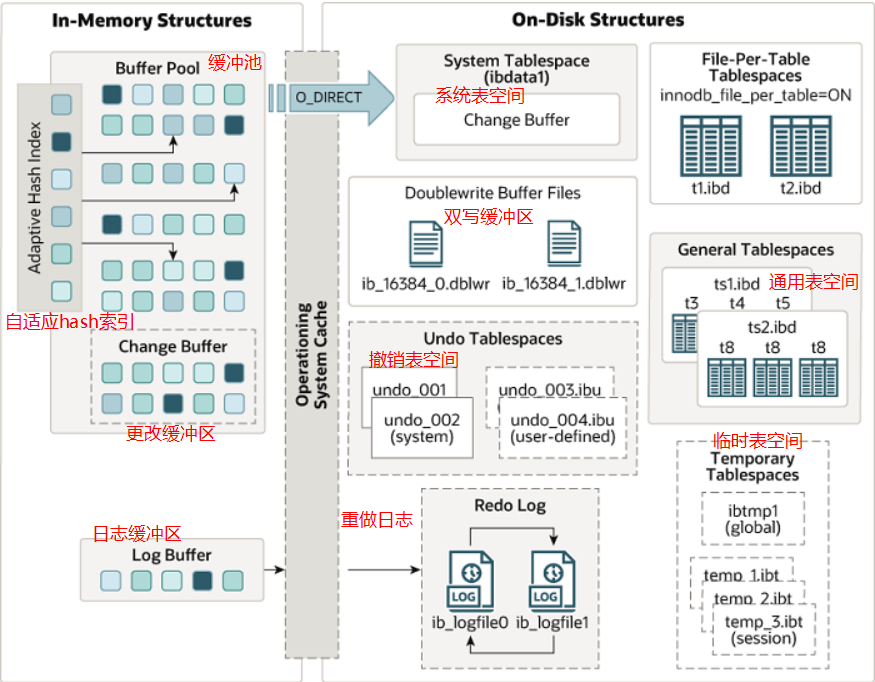 In-Memory Structures
Buffer Pool
缓冲池
Adaptive Hash Index
自适应hash索引
Change Buffer
更改缓冲区
日志缓冲区
Log Buffer
Operationing
System Cache
O_DIRECT
On-Disk Structures
System Tablespace
(ibdata1)
系统表空间
Change Buffer
File-Per-Table
Tablespaces
innodb_file_per_table=ON
t1.ibd
t2.ibd
Doublewrite Buffer Files
双写缓冲区
ib_16384_0.dblwr
ib_16384_1.dblwr
General Tablespaces
ts1.ibd
通用表空间
t3
t4
t5
ts2.ibd
t8
t8
t8
Undo Tablespaces
撤销表空间
undo_001
undo_002
(system)
undo_003.ibu
undo_004.ibu
(user-defined)
临时表空间
Temporary
Tablespaces
ibtmp1
(global)
temp_1.ibt
temp_2.ibt
temp_3.ibt
(session)
重做日志
Redo Log
LOG
LOG
ib_logfile0
ib_logfile1